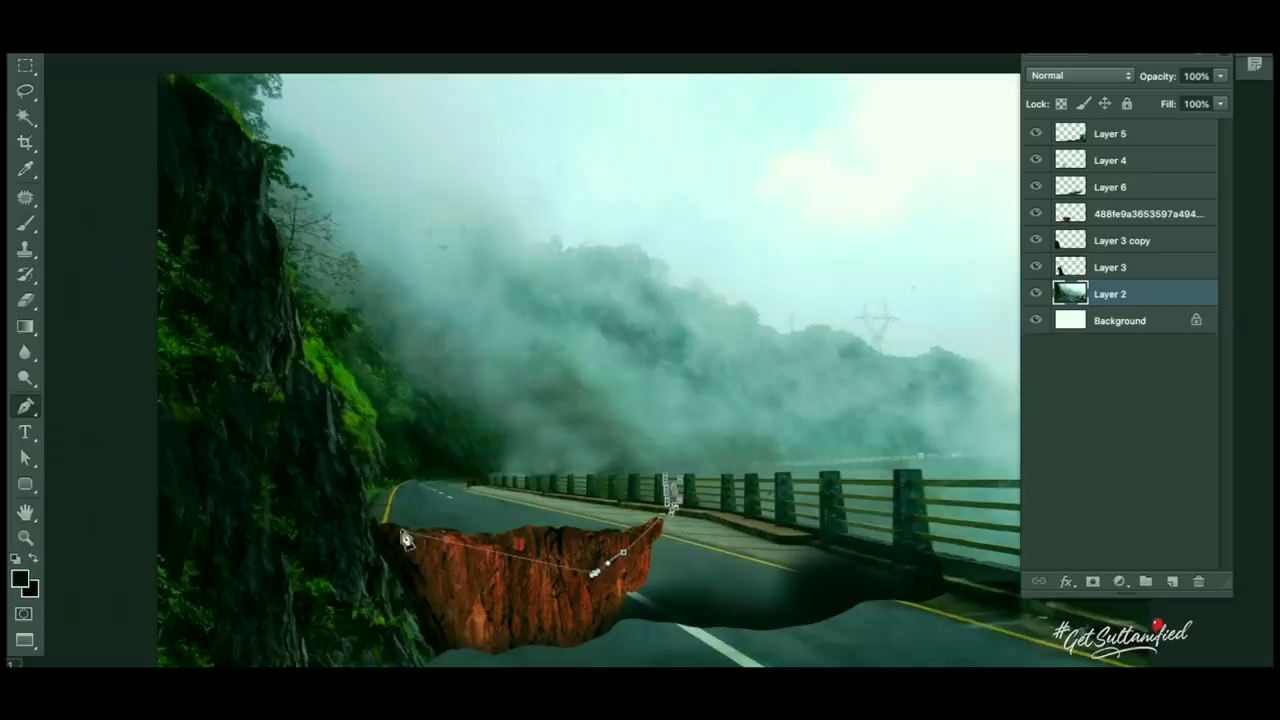 Normal
Opacity: 100%
Lock:
Fill: 100%
Layer 5
Layer 4
Layer 6
488fe9a3653597a494...
Layer 3 copy
Layer 3
Layer 2
Background
T
fx
#GetSultanified